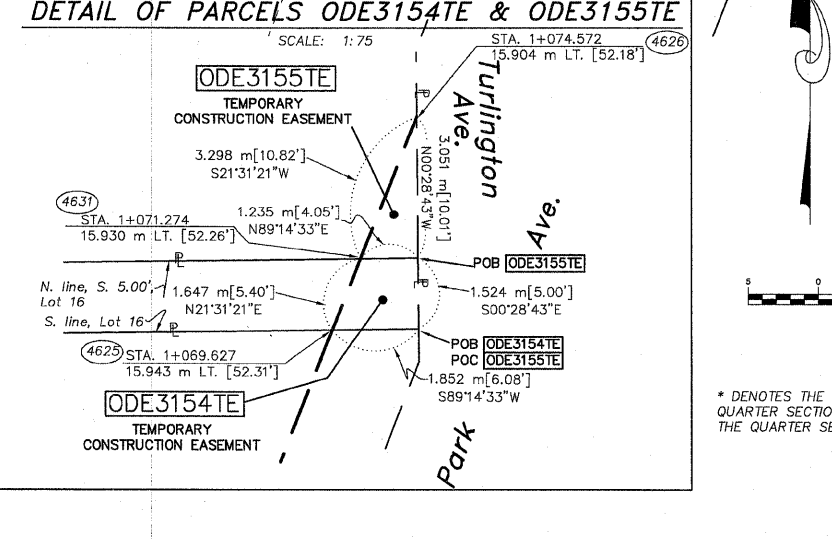 DETAIL OF PARCELS ODE3154TE & ODE3155TE
SCALE: 1:75
STA. 1+074.572
15.904 m LT. [52.18']
4626
ODE3155TE
TEMPORARY
CONSTRUCTION EASEMENT
Turlington
Ave.
3.298 m[10.82']
S21°31'21"W
3.051 m[10.01']
N00°28'43"W
4631
STA. 1+071.274
15.930 m LT. [52.26']
1.235 m[4.05']
N89°14'33"E
Ave.
POB ODE3155TE
N. line, S. 5.00',
Lot 16
1.647 m[5.40']
N21°31'21"E
1.524 m[5.00']
S00°28'43"E
S. line, Lot 16
4625
STA. 1+069.627
15.943 m LT. [52.31']
POB ODE3154TE
POC ODE3155TE
1.852 m[6.08']
S89°14'33"W
ODE3154TE
TEMPORARY
CONSTRUCTION EASEMENT
Park
5 0
* DENOTES THE
QUARTER SECTIO
THE QUARTER SE